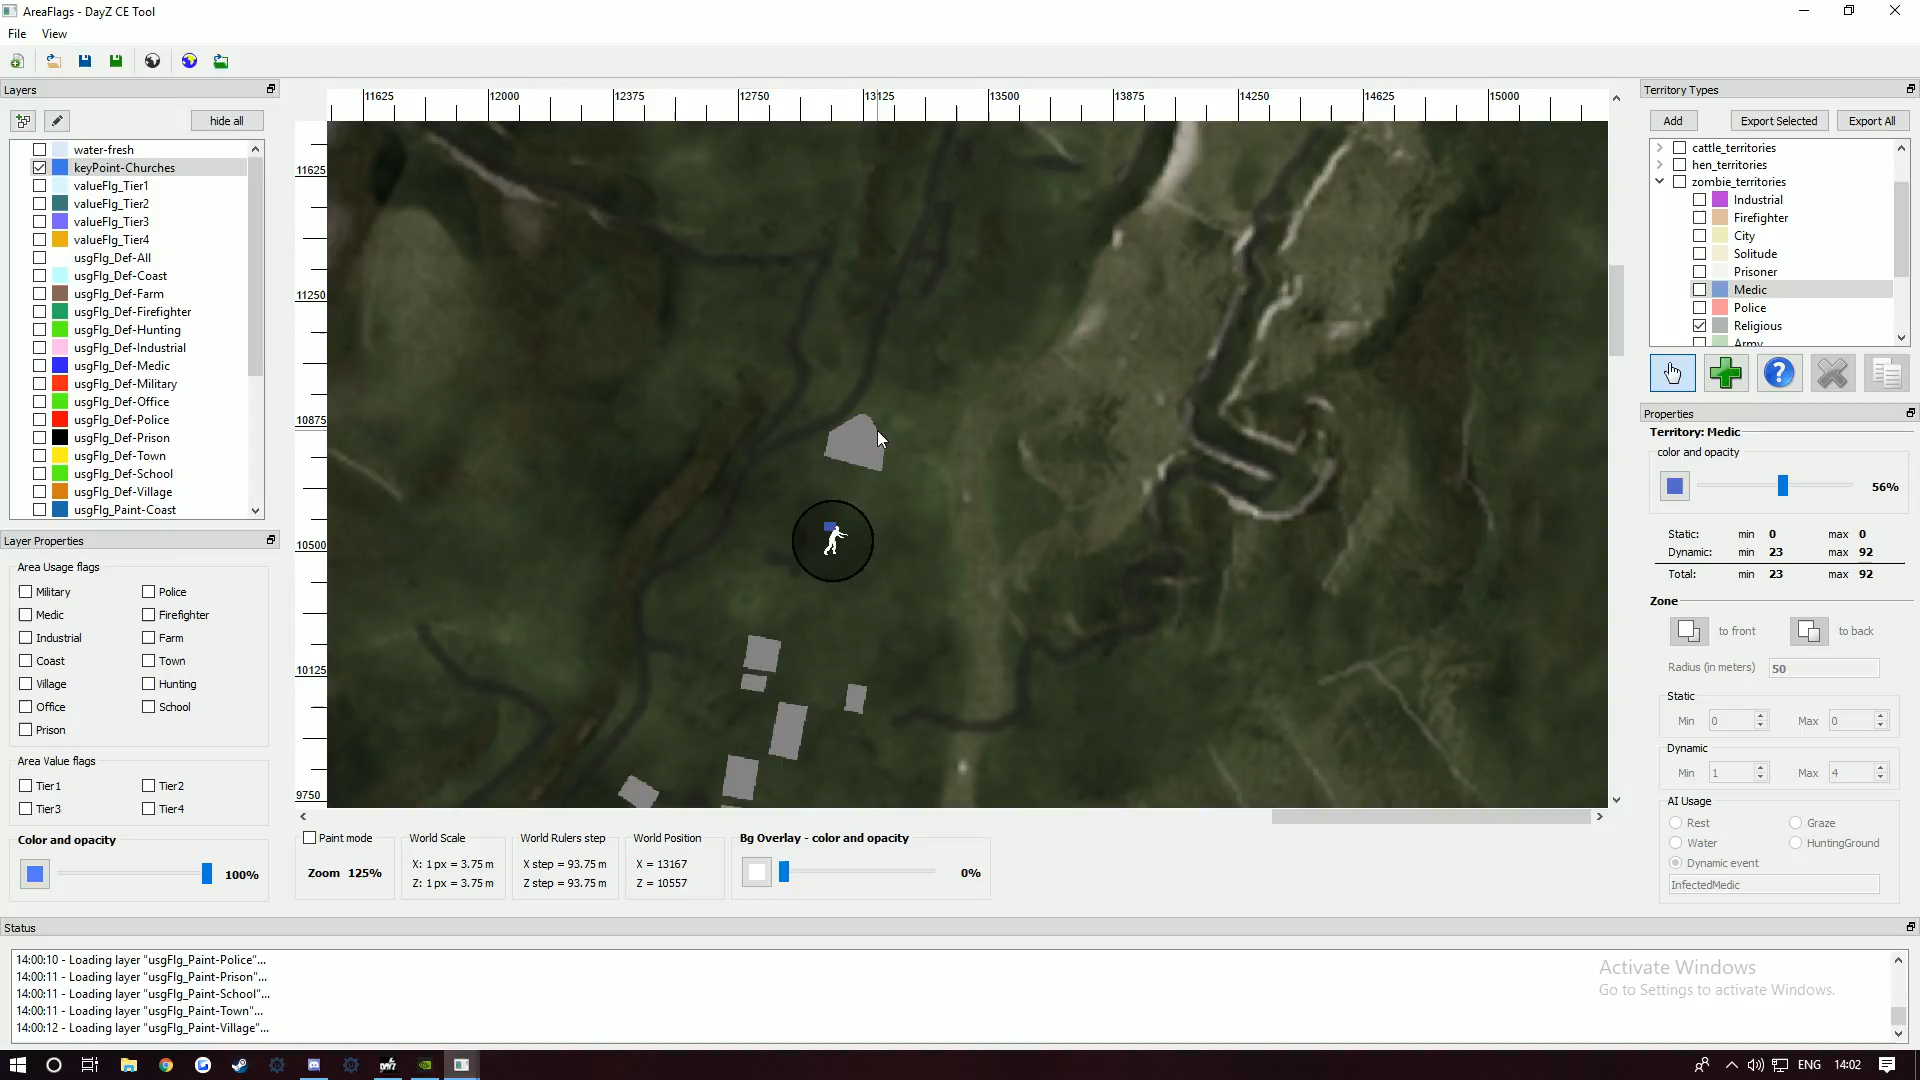 AreaFlags - DayZ CE Tool
File View
Layers
hide all
water-fresh
keyPoint-Churches
valueFlg_Tier1
valueFlg_Tier2
valueFlg_Tier3
valueFlg_Tier4
usgFlg_Def-All
usgFlg_Def-Coast
usgFlg_Def-Farm
usgFlg_Def-Firefighter
usgFlg_Def-Hunting
usgFlg_Def-Industrial
usgFlg_Def-Medic
usgFlg_Def-Military
usgFlg_Def-Office
usgFlg_Def-Police
usgFlg_Def-Prison
usgFlg_Def-Town
usgFlg_Def-School
usgFlg_Def-Village
usgFlg_Paint-Coast
Layer Properties
Area Usage flags
Military Police
Medic Firefighter
Industrial Farm
Coast Town
Village Hunting
Office School
Prison
Area Value flags
Tier1 Tier2
Tier3 Tier4
Color and opacity
100%
11625 12000 12375 12750 13125 13500 13875 14250 14625 15000
11625
11250
10875
10500
10125
9750
Paint mode
Zoom 125%
World Scale
X: 1 px = 3.75 m
Z: 1 px = 3.75 m
World Rulers step
X step = 93.75 m
Z step = 93.75 m
World Position
X = 13167
Z = 10557
Bg Overlay - color and opacity
0%
Territory Types
Add Export Selected Export All
cattle_territories
hen_territories
zombie_territories
Industrial
Firefighter
City
Solitude
Prisoner
Medic
Police
Religious
Army
Properties
Territory: Medic
color and opacity
56%
Static: min 0 max 0
Dynamic: min 23 max 92
Total: min 23 max 92
Zone
to front to back
Radius (in meters) 50
Static
Min 0 Max 0
Dynamic
Min 1 Max 4
AI Usage
Rest Graze
Water HuntingGround
Dynamic event
InfectedMedic
Status
14:00:10 - Loading layer "usgFlg_Paint-Police"...
14:00:11 - Loading layer "usgFlg_Paint-Prison"...
14:00:11 - Loading layer "usgFlg_Paint-School"...
14:00:11 - Loading layer "usgFlg_Paint-Town"...
14:00:12 - Loading layer "usgFlg_Paint-Village"...
Activate Windows
Go to Settings to activate Windows.
ENG 14:02